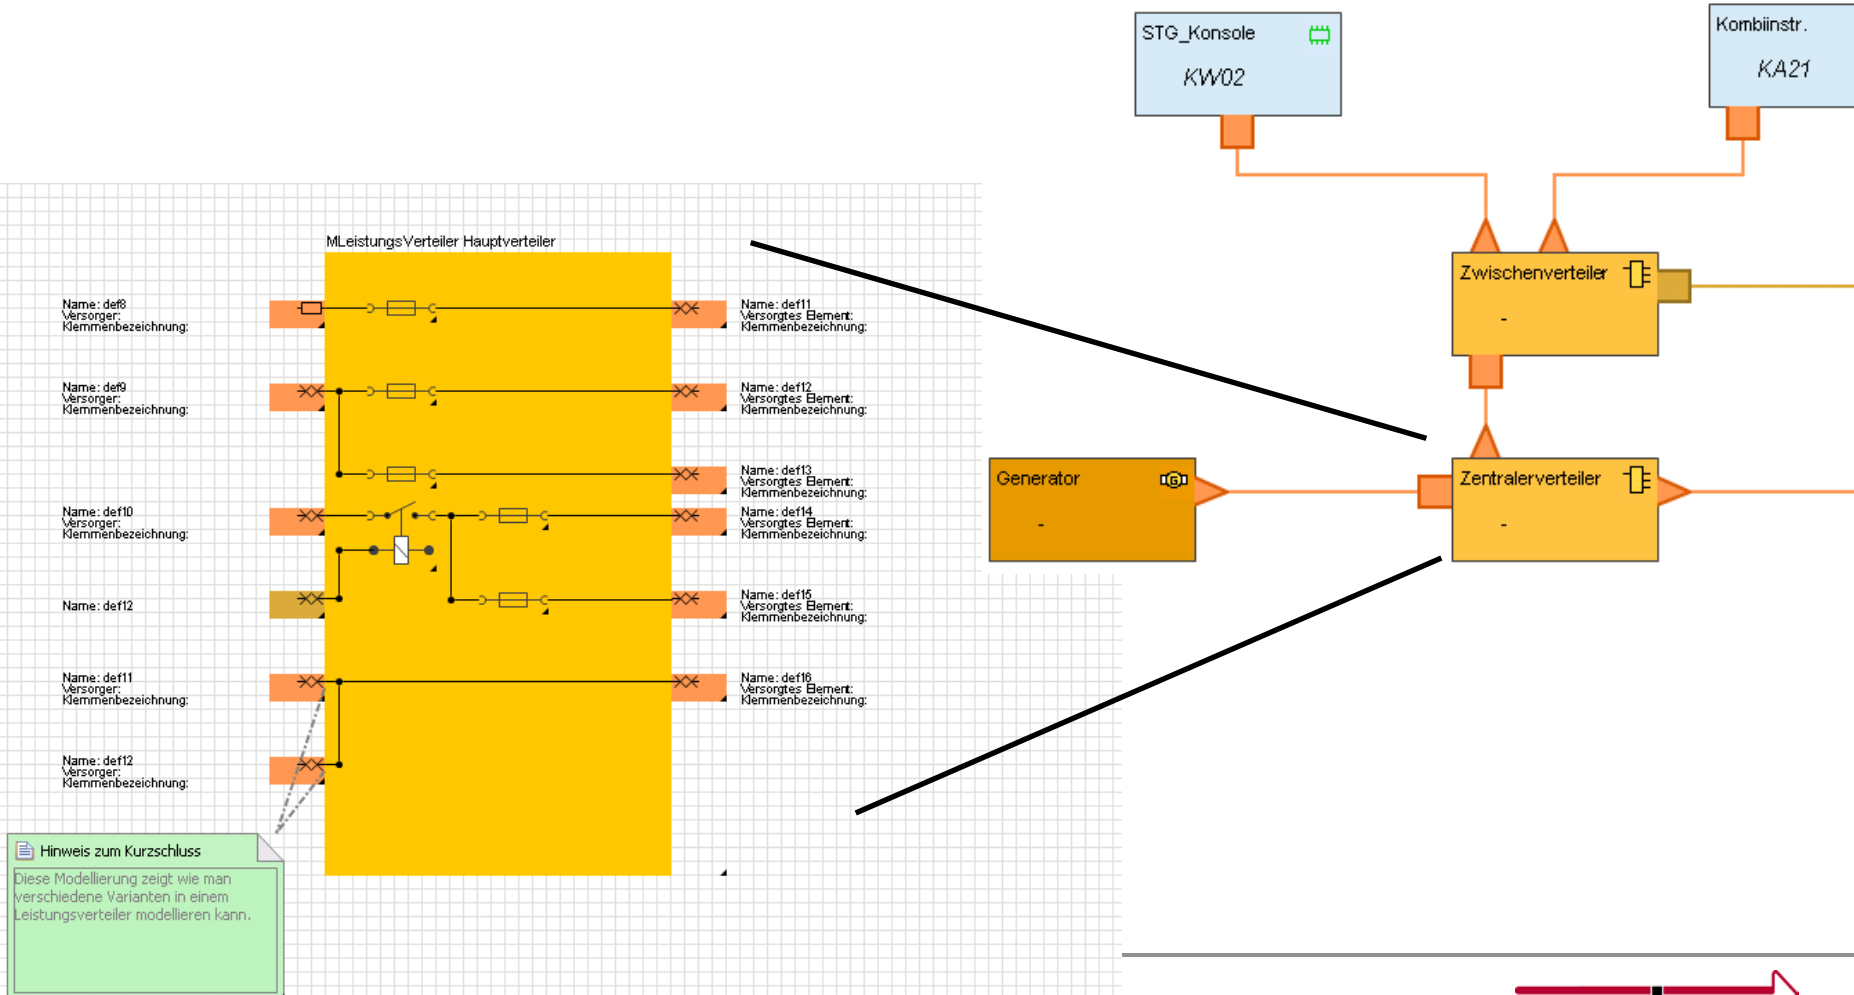 STG_Konsole
KW02
Kombiinstr.
KA21
MLeistungsVerteiler Hauptverteiler
Name: def8
Versorger:
Klemmenbezeichnung:
Name: def9
Versorger:
Klemmenbezeichnung:
Name: def10
Versorger:
Klemmenbezeichnung:
Name: def12
Name: def11
Versorger:
Klemmenbezeichnung:
Name: def12
Versorger:
Klemmenbezeichnung:
Name: def11
Versorgtes Element:
Klemmenbezeichnung:
Name: def12
Versorgtes Element:
Klemmenbezeichnung:
Name: def13
Versorgtes Element:
Klemmenbezeichnung:
Name: def14
Versorgtes Element:
Klemmenbezeichnung:
Name: def15
Versorgtes Element:
Klemmenbezeichnung:
Name: def16
Versorgtes Element:
Klemmenbezeichnung:
Zwischenverteiler
-
Generator
G
-
Zentralerverteiler
-
Hinweis zum Kurzschluss
Diese Modellierung zeigt wie man
verschiedene Varianten in einem
Leistungsverteiler modellieren kann.